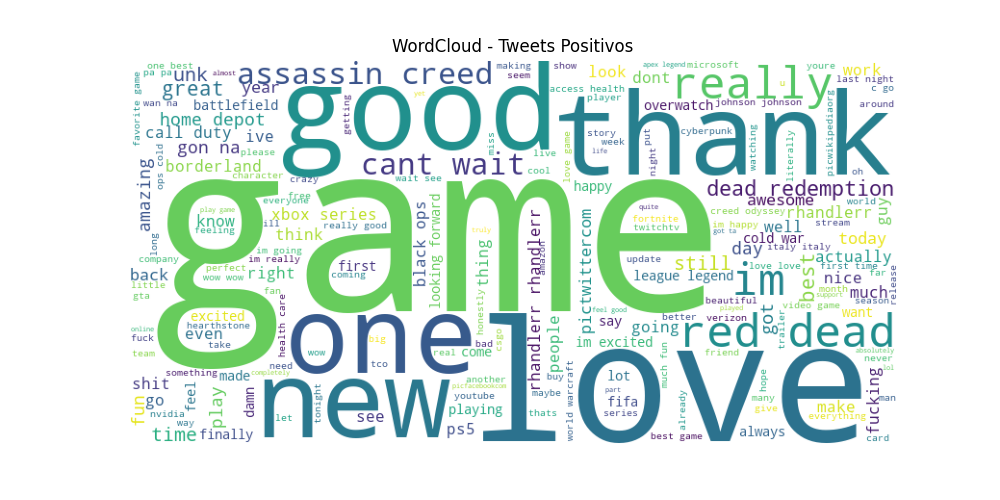 WordCloud - Tweets Positivos
one best
pa pa
unk
almost
assassin creed
making
seem
show
look
apex legend
microsoft
youre
work
last night
great
year
dont
really
u
c go
favorite game
wan na
battlefield
getting
yet
good
miss
access health
player
overwatch
johnson johnson
around
home depot
call duty
ive
story
week
put
cyberpunk
thank
watching
literally
picwikipediaorg
ops cold
gon na
please
cant wait
live
love game
life
night
oh
amazing
borderland
character
crazy
wait see
cool
happy
dead redemption
everyone
free
quite
awesome
world
play game
xbox series
ill
really good
black ops
looking forward
truly
fortnite
twitchtv
creed odyssey
rhandlerr
guy
know
feeling
think
game
pictwittercom
got ta
im happy
well
stream
long
im going
cold war
today
company
perfect
im really
first
thing
rhandlerr rhandlerr
amazon
update
still
day
italy italy
actually
back
wow wow
right
coming
league legend
im
love love
best
first time
far
little
fan
nice
month
release
gta
health care
honestly
feel good
beautiful
played
video game
support
much
season
excited
hearthstone
one
people
say
better
verizon
got
trailer
want
online
even
csgo
bad
going
red dead
fuck
take
wow
big
real
come
im excited
friend
never
absolutely
team
need
tco
much fun
lol
something
completely
picfacebookcom
another
buy
lot
part
hope
many
fucking
man
shit
made
damn
new
love
fun
go
feel
play
nvidia
let
tonight
see
youtube
playing
maybe
fifa
series
already
give
make
everything
way
thats
world warcraft
time
finally
ps5
best game
always
card